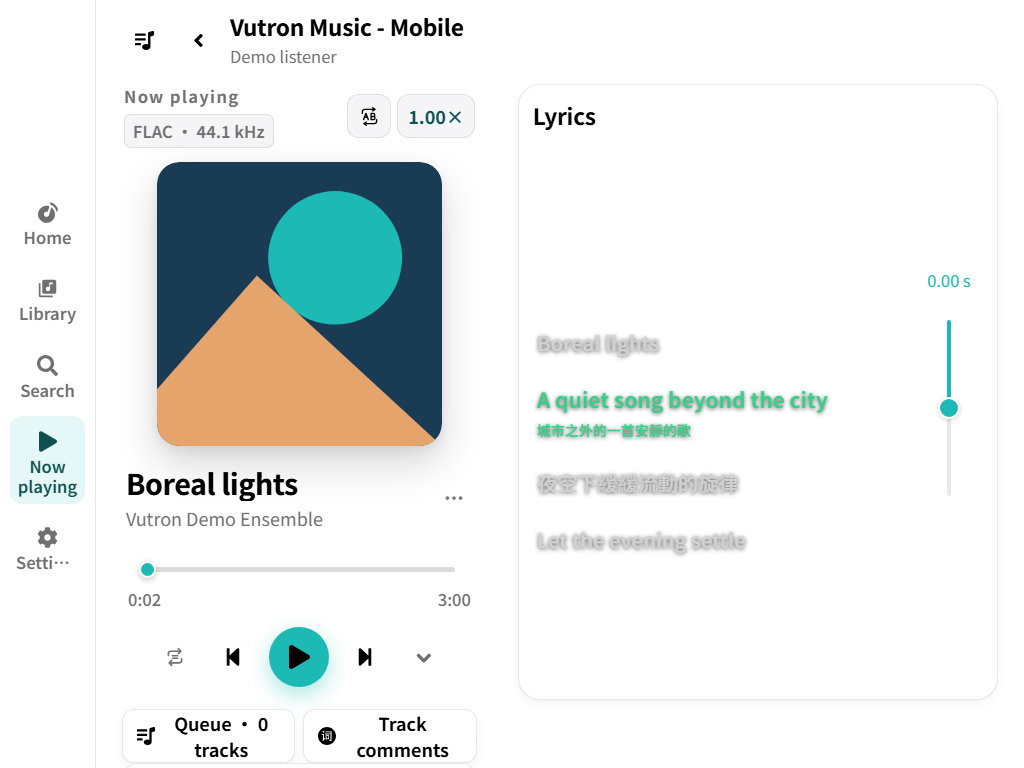 Vutron Music - Mobile
Demo listener
Home
Library
Search
Now
playing
Setti···
Now playing
FLAC • 44.1 kHz
AB
1.00×
Boreal lights
Vutron Demo Ensemble
0:02
3:00
Queue • 0
tracks
词
Track
comments
Lyrics
0.00 s
Boreal lights
A quiet song beyond the city
城市之外的一首安靜的歌
夜空下緩緩流動的旋律
Let the evening settle